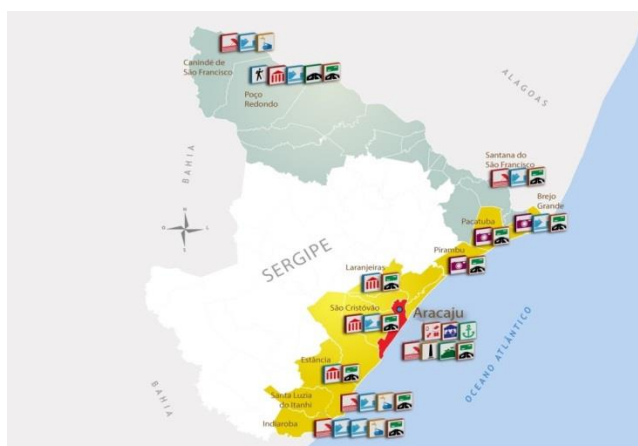 Canindé de
São Francisco
Poço
Redondo
ALAGOAS
BAHIA
Santana do
São Francisco
Brejo
Grande
Pacatuba
Pirambu
SERGIPE
Laranjeiras
São Cristóvão
Aracaju
Estância
Santa Luzia
do Itanhi
Indiaroba
OCEANO ATLÂNTICO
BAHIA
N
S
O
L